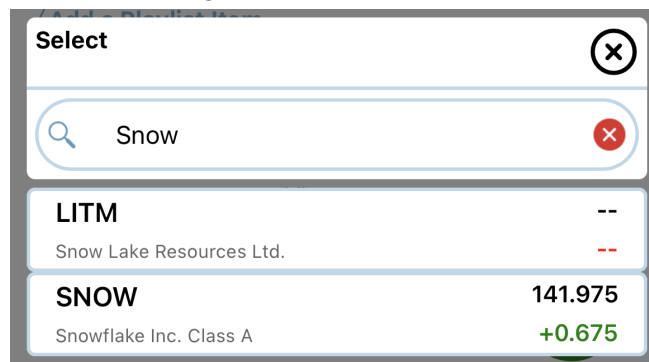 Select
Snow
LITM
--
Snow Lake Resources Ltd.
--
SNOW
141.975
Snowflake Inc. Class A
+0.675